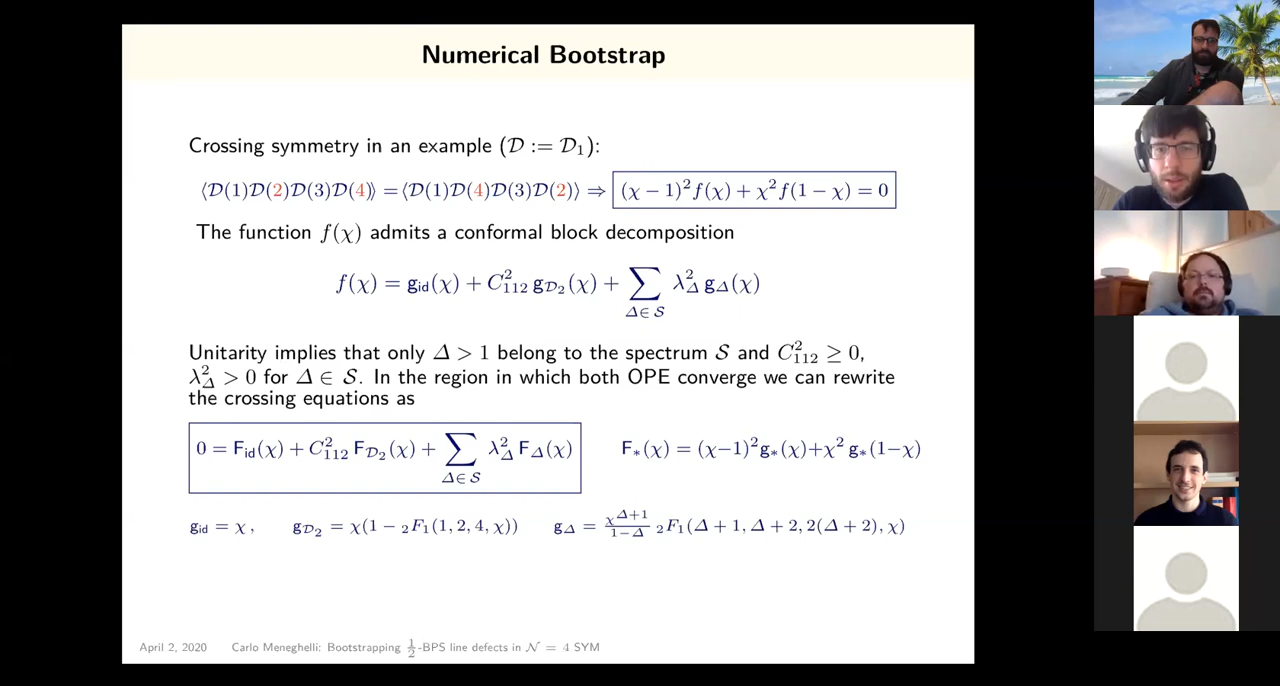 Numerical Bootstrap
Crossing symmetry in an example (𝒟 := 𝒟₁):
⟨𝒟(1)𝒟(2)𝒟(3)𝒟(4)⟩ = ⟨𝒟(1)𝒟(4)𝒟(3)𝒟(2)⟩ ⇒ (χ − 1)² f(χ) + χ² f(1 − χ) = 0
The function f(χ) admits a conformal block decomposition
f(χ) = g_id(χ) + C²₁₁₂ g_𝒟₂(χ) + ∑_{Δ∈ 𝒮} λ²_Δ g_Δ(χ)
Unitarity implies that only Δ > 1 belong to the spectrum 𝒮 and C²₁₁₂ ≥ 0,
λ²_Δ > 0 for Δ ∈ 𝒮. In the region in which both OPE converge we can rewrite
the crossing equations as
0 = F_id(χ) + C²₁₁₂ F_𝒟₂(χ) + ∑_{Δ∈ 𝒮} λ²_Δ F_Δ(χ) F_*(χ) = (χ−1)² g_*(χ)+χ² g_*(1−χ)
g_id = χ , g_𝒟₂ = χ(1 − ₂F₁(1, 2, 4, χ)) g_Δ = χ^{Δ+1}/(1−Δ) ₂F₁(Δ + 1, Δ + 2, 2(Δ + 2), χ)
April 2, 2020 Carlo Meneghelli: Bootstrapping 1/2-BPS line defects in 𝒩 = 4 SYM